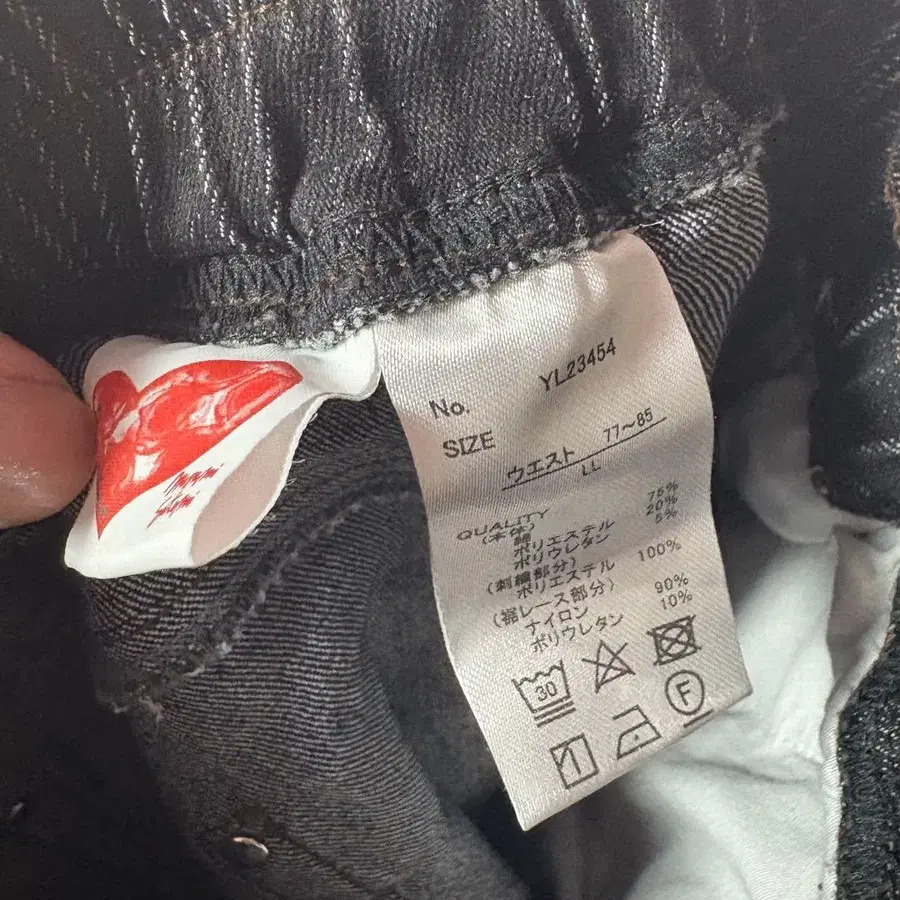 No. YL23454
SIZE
ウエスト 77〜85
LL
QUALITY
(本体)
綿 75%
ポリエステル 20%
ポリウレタン 5%
(刺繍部分)
ポリエステル 100%
(裾レース部分)
ナイロン 90%
ポリウレタン 10%
30
F